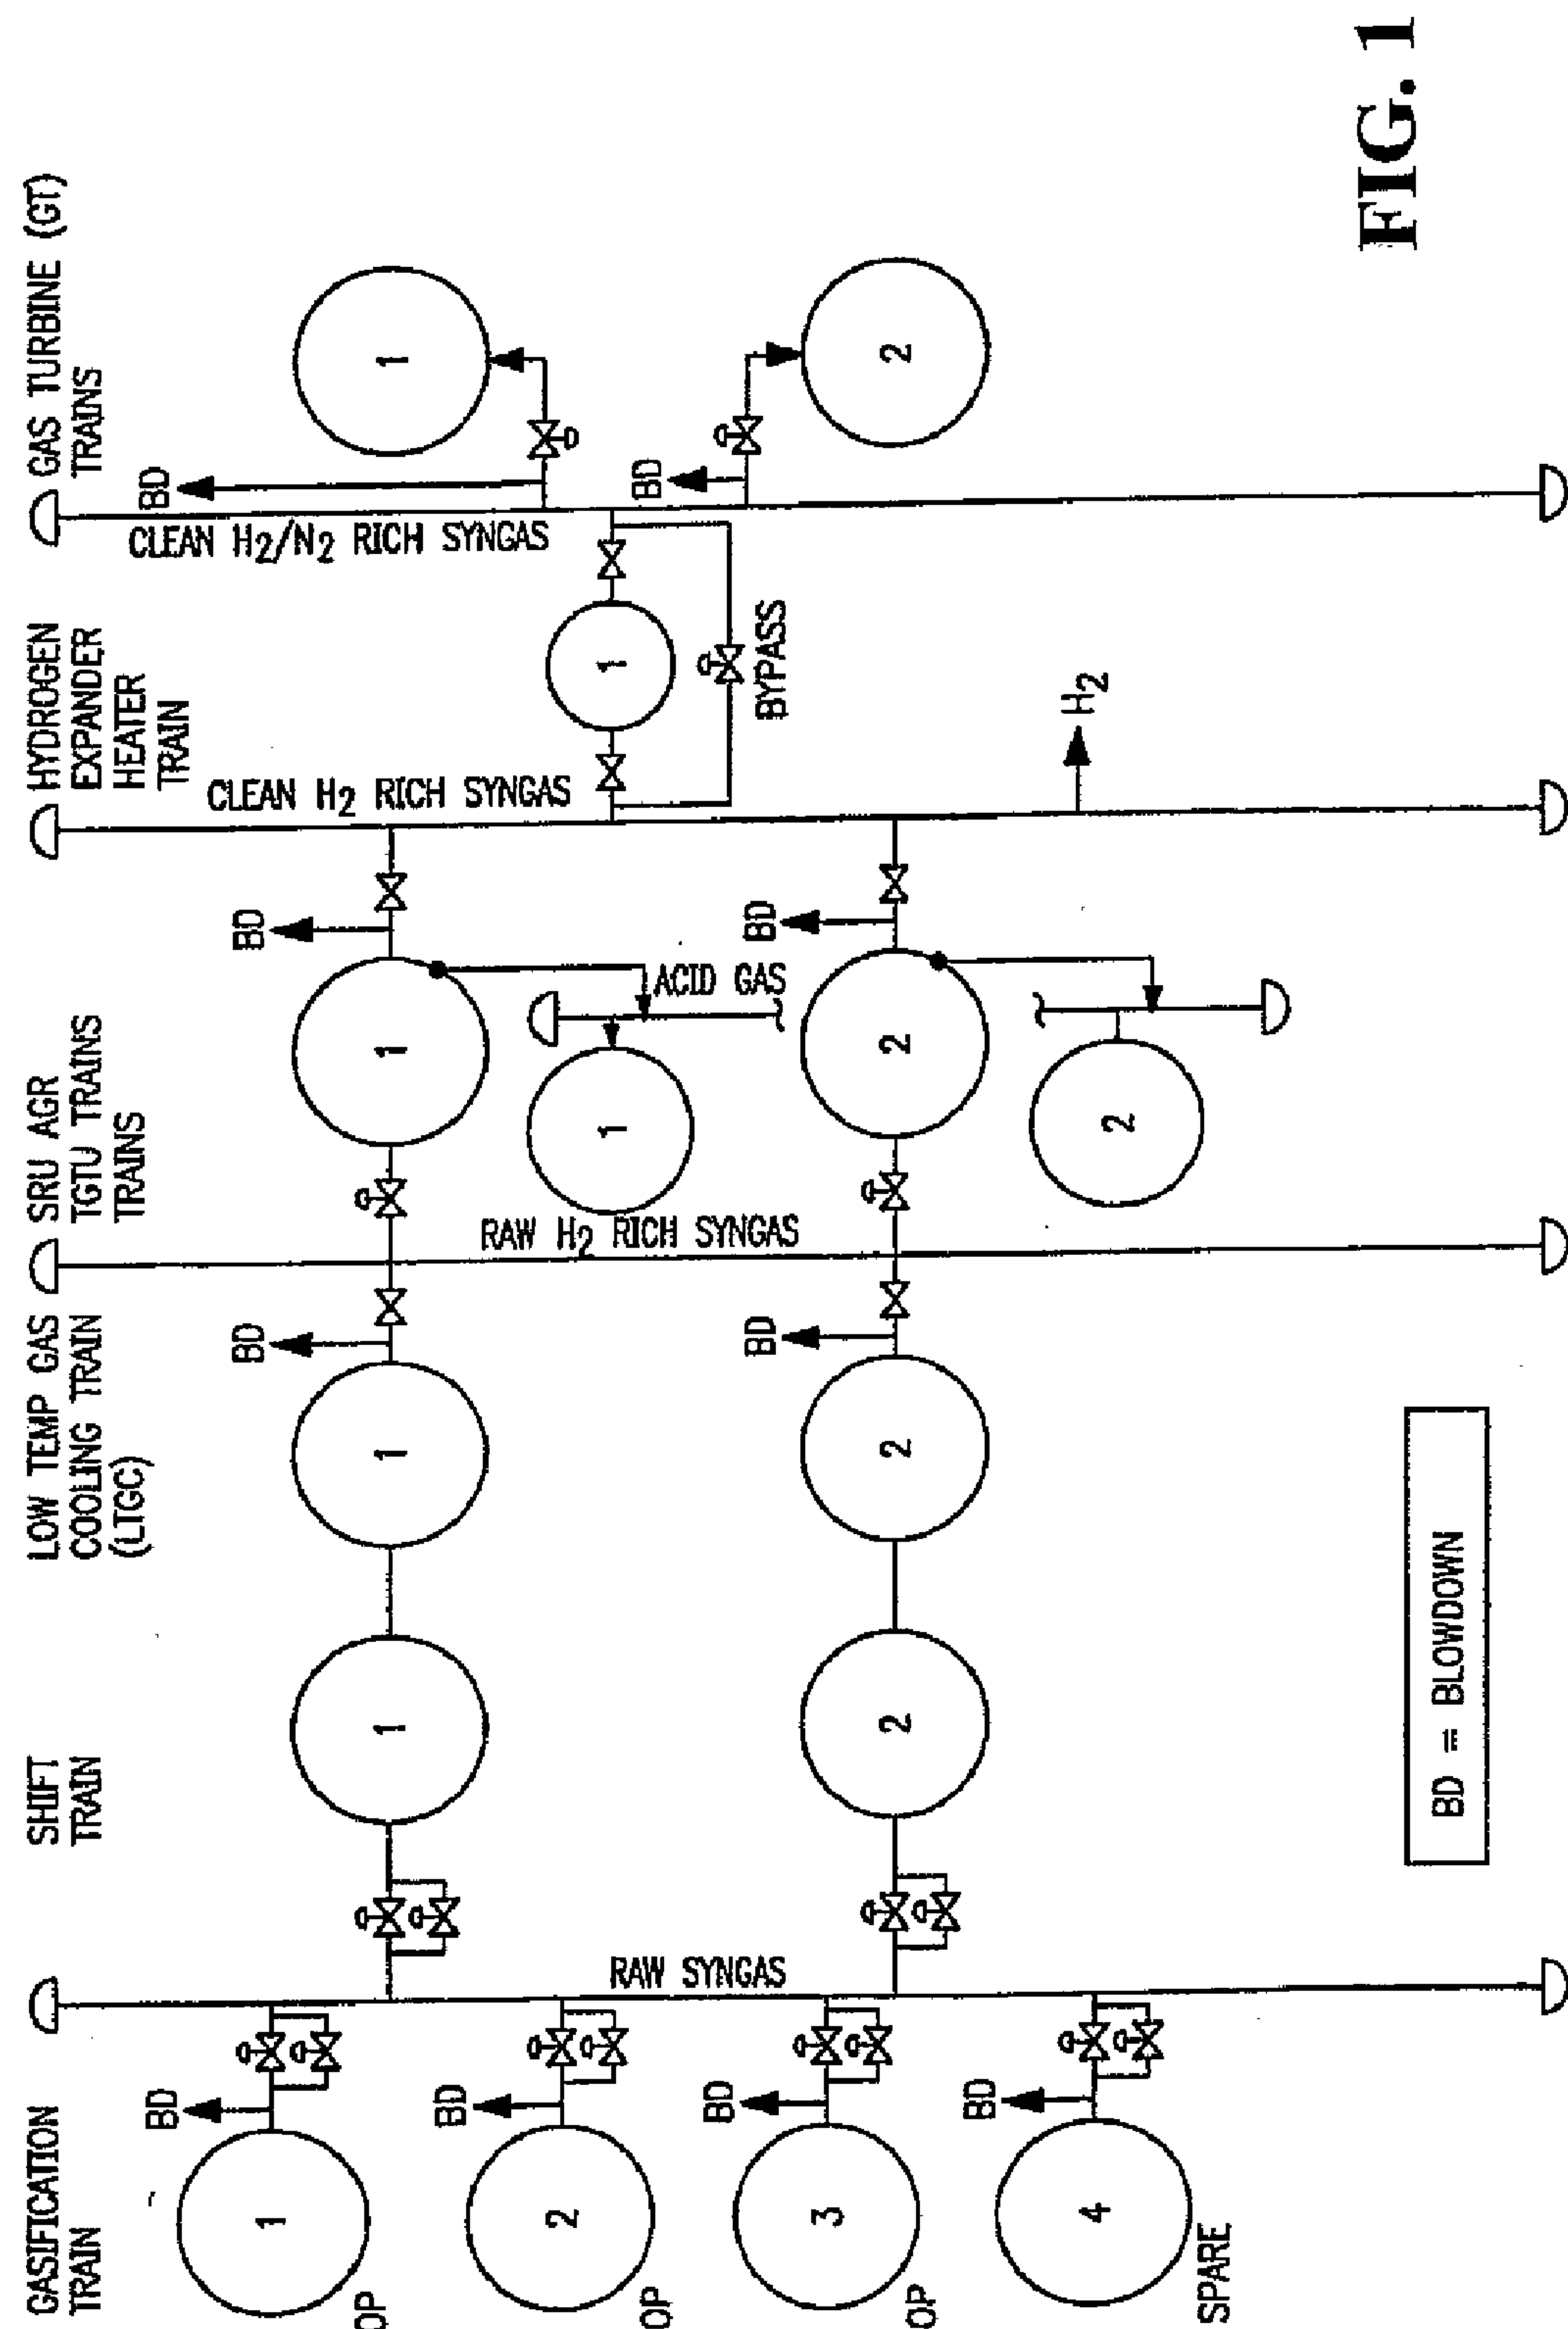 GASIFICATION
TRAIN
SHIFT
TRAIN
LOW TEMP GAS
COOLING TRAIN
(LTGC)
SRU AGR
TGTU TRAINS
TRAINS
HYDROGEN
EXPANDER
HEATER
TRAIN
GAS TURBINE (GT)
TRAINS
BD
1
OP
BD
2
OP
BD
3
OP
BD
4
SPARE
RAW SYNGAS
1
2
1
BD
2
BD
RAW H2 RICH SYNGAS
1
BD
ACID GAS
1
2
BD
2
CLEAN H2 RICH SYNGAS
1
BYPASS
H2
CLEAN H2/N2 RICH SYNGAS
BD
1
BD
2
BD = BLOWDOWN
FIG. 1